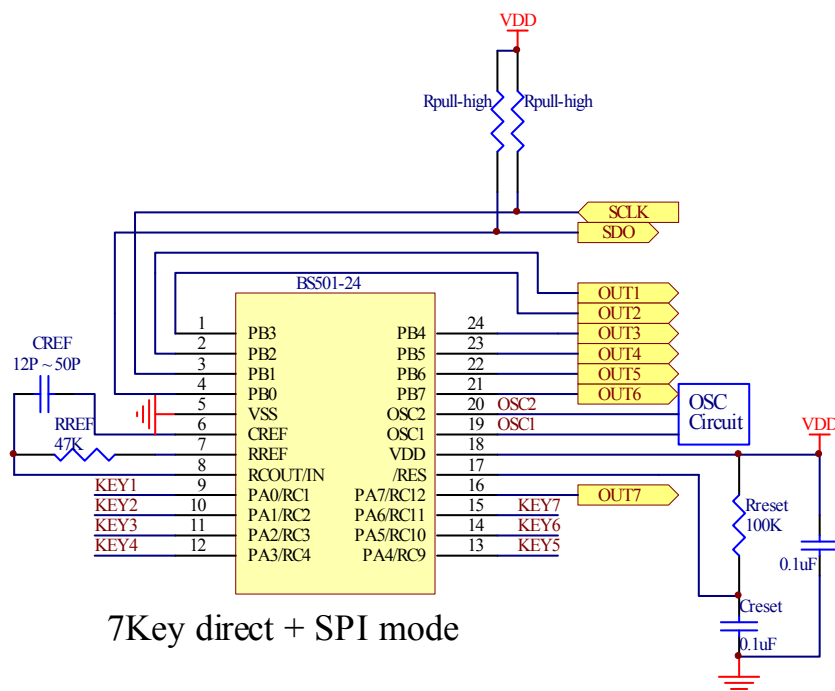 VDD
Rpull-high Rpull-high
SCLK
SDO
BS501-24
OUT1
OUT2
1 PB3 PB4 24 OUT3
CREF
12P ~ 50P
2 PB2 PB5 23 OUT4
3 PB1 PB6 22 OUT5
4 PB0 PB7 21 OUT6
5 VSS OSC2 20 OSC2
OSC
Circuit
6 CREF OSC1 19 OSC1
RREF
47K
7 RREF VDD 18
VDD
8 RCOUT/IN /RES 17
KEY1 9 PA0/RC1 PA7/RC12 16 OUT7
KEY2 10 PA1/RC2 PA6/RC11 15 KEY7
KEY3 11 PA2/RC3 PA5/RC10 14 KEY6
KEY4 12 PA3/RC4 PA4/RC9 13 KEY5
Rreset
100K
0.1uF
Creset
0.1uF
7Key direct + SPI mode